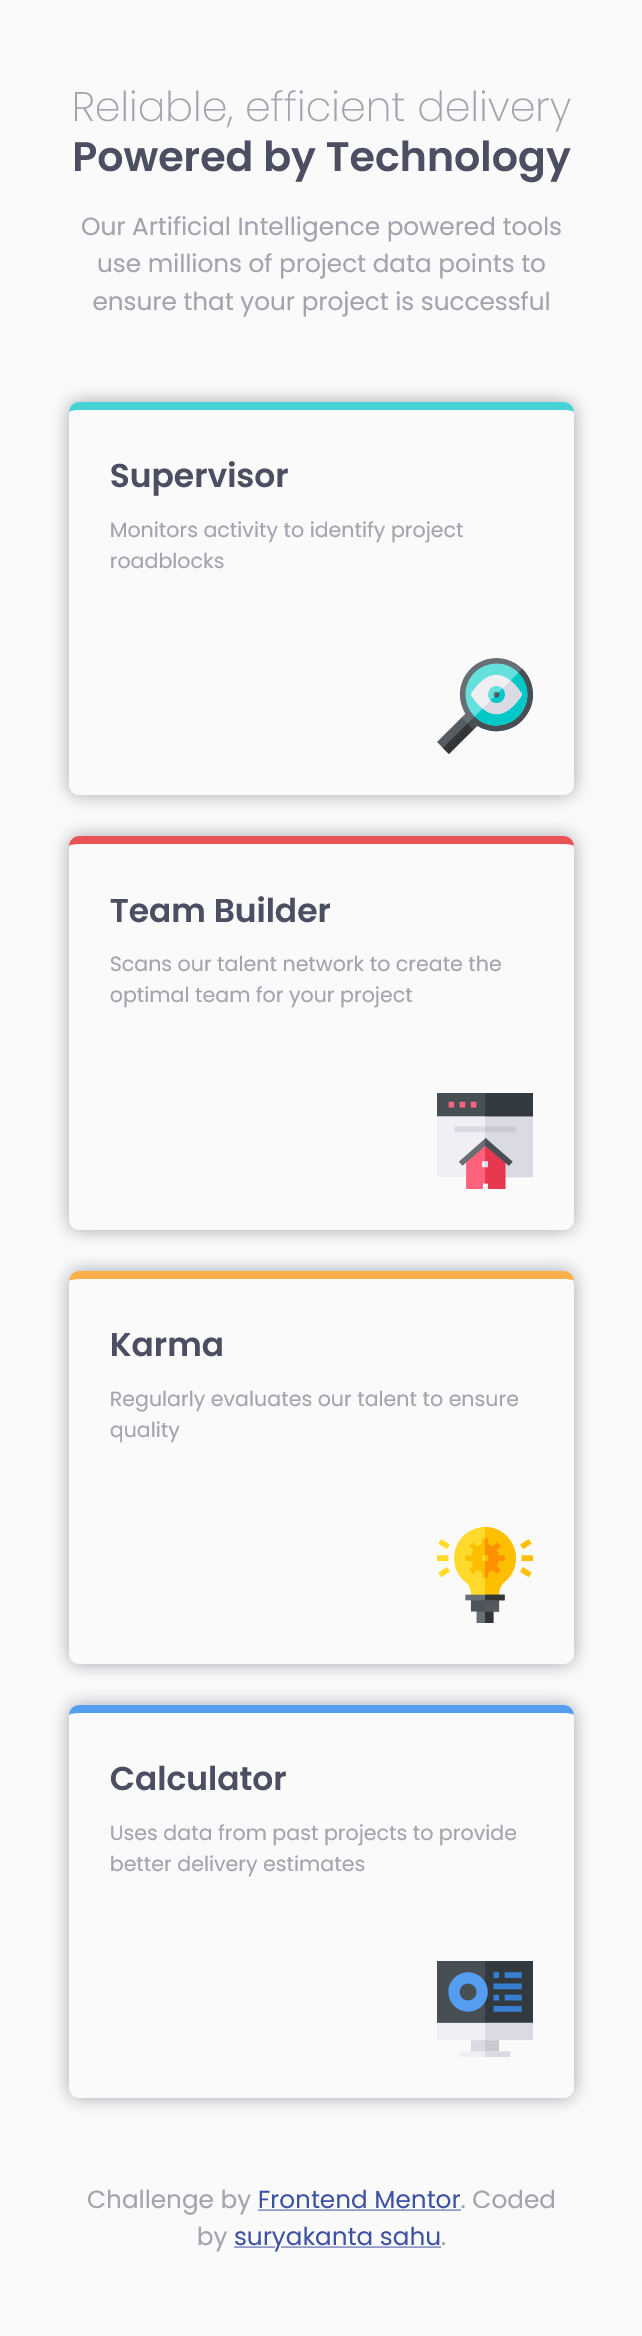 Reliable, efficient delivery
Powered by Technology
Our Artificial Intelligence powered tools
use millions of project data points to
ensure that your project is successful
Supervisor
Monitors activity to identify project
roadblocks
Team Builder
Scans our talent network to create the
optimal team for your project
Karma
Regularly evaluates our talent to ensure
quality
Calculator
Uses data from past projects to provide
better delivery estimates
Challenge by Frontend Mentor. Coded
by suryakanta sahu.